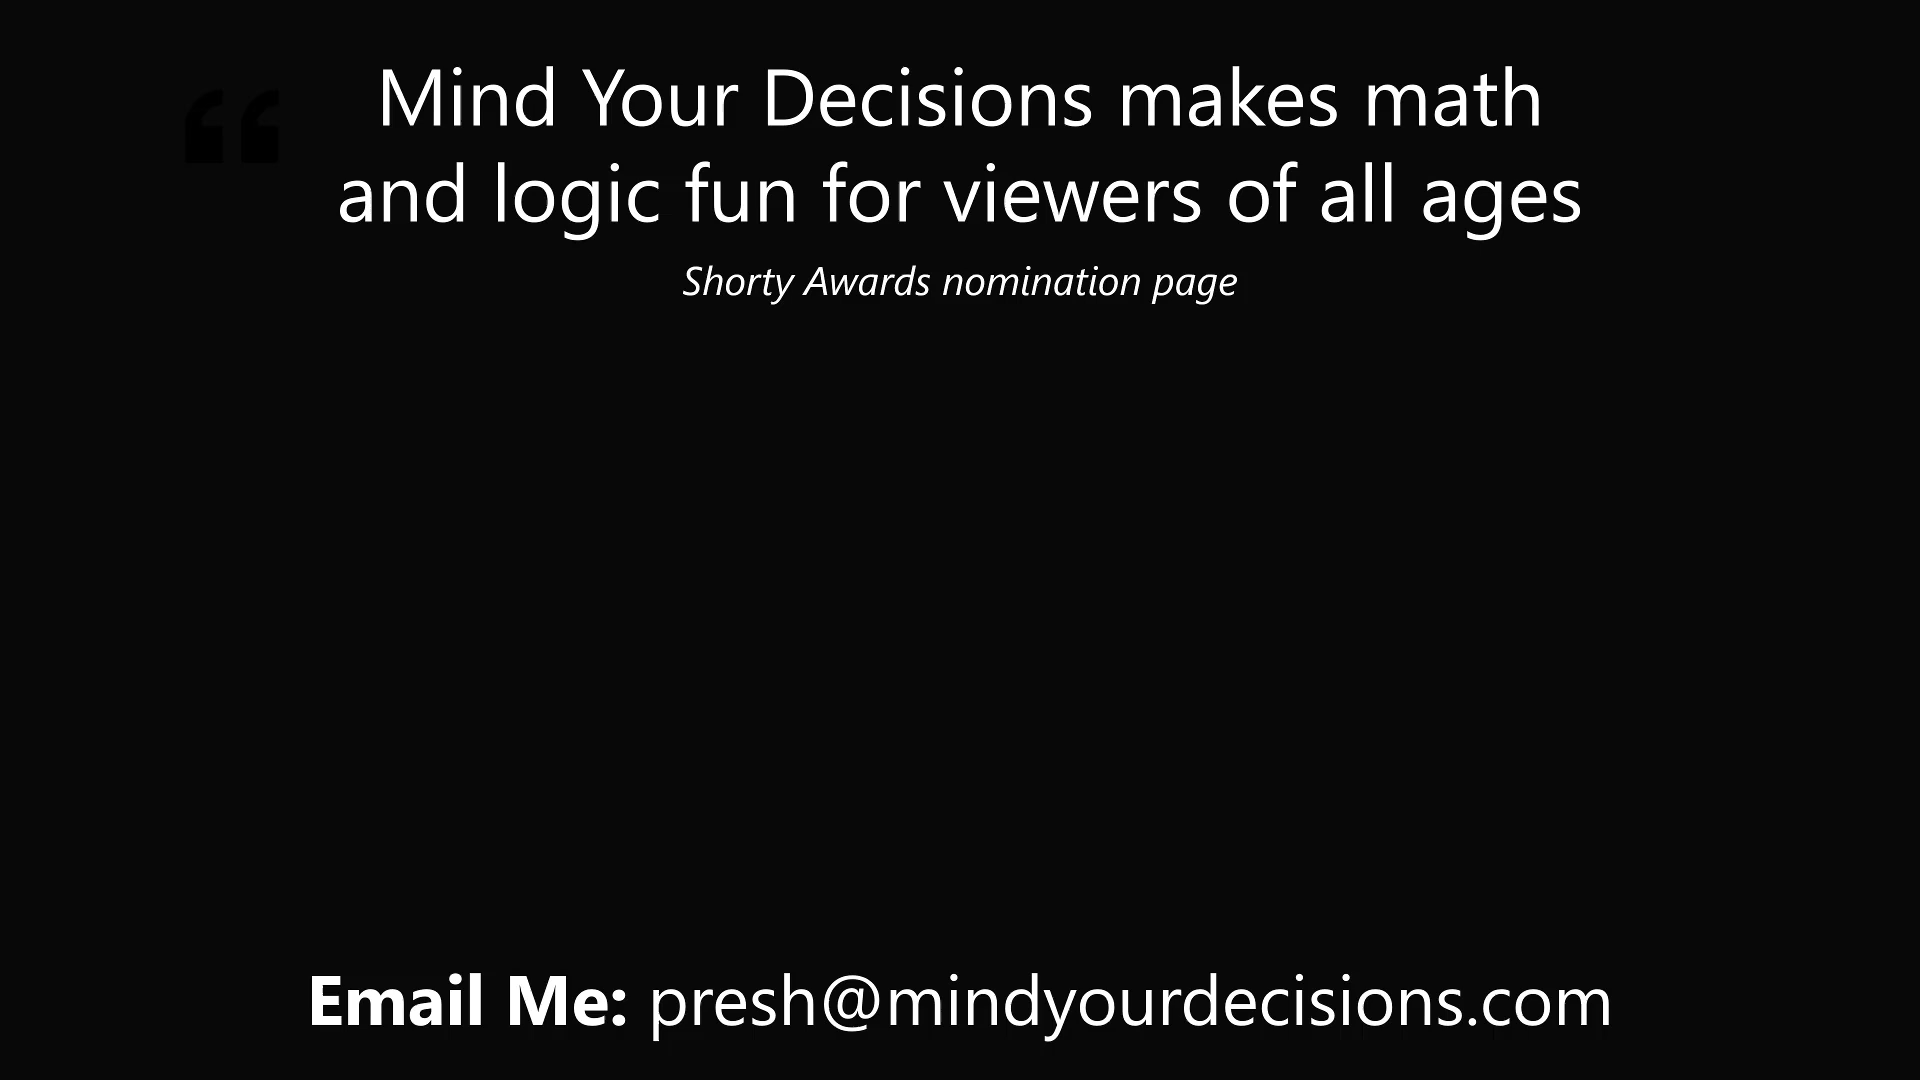 “
Mind Your Decisions makes math
and logic fun for viewers of all ages
Shorty Awards nomination page
Email Me: presh@mindyourdecisions.com